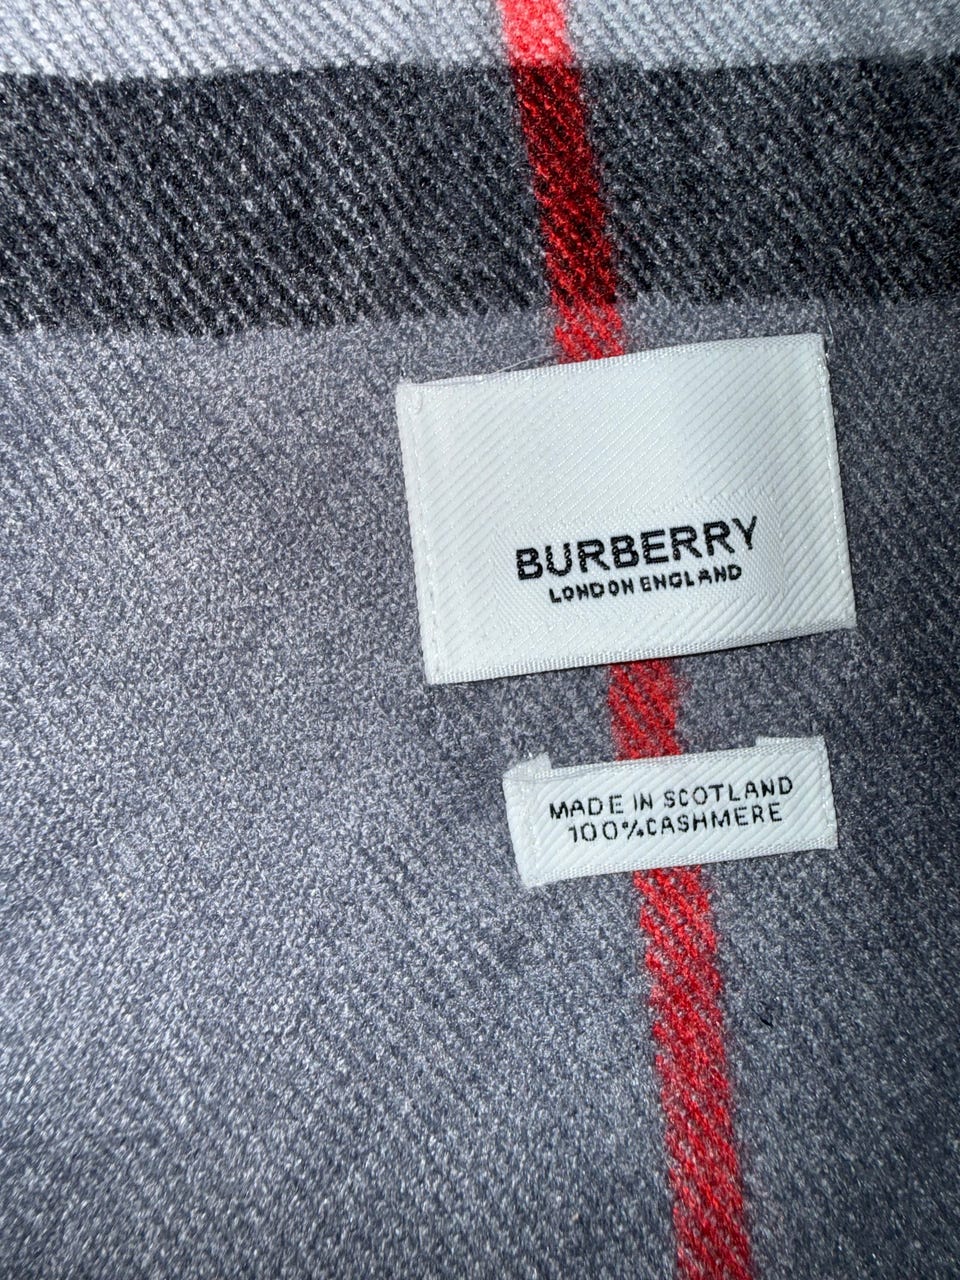 BURBERRY
LONDON ENGLAND
MADE IN SCOTLAND
100%CASHMERE